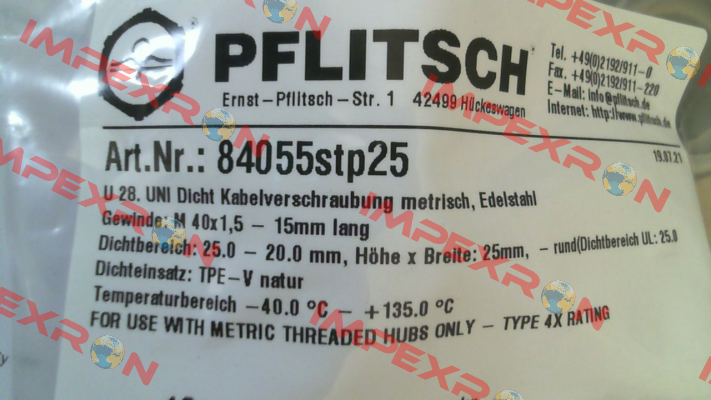 PFLITSCH
Ernst-Pflitsch-Str. 1 42499 Hückeswagen
Tel. +49(0)2192/911-0
Fax. +49(0)2192/911-220
E-Mail: info@pflitsch.de
Internet: http://www.pflitsch.de
Art.Nr.: 84055stp25
19.07.21
U 28. UNI Dicht Kabelverschraubung metrisch, Edelstahl
Gewinde: M 40x1,5 - 15mm lang
Dichtbereich: 25.0 - 20.0 mm, Höhe x Breite: 25mm, - rund(Dichtbereich UL: 25.0
Dichteinsatz: TPE-V natur
Temperaturbereich -40.0 °C - +135.0 °C
FOR USE WITH METRIC THREADED HUBS ONLY - TYPE 4X RATING
IMPEXRON